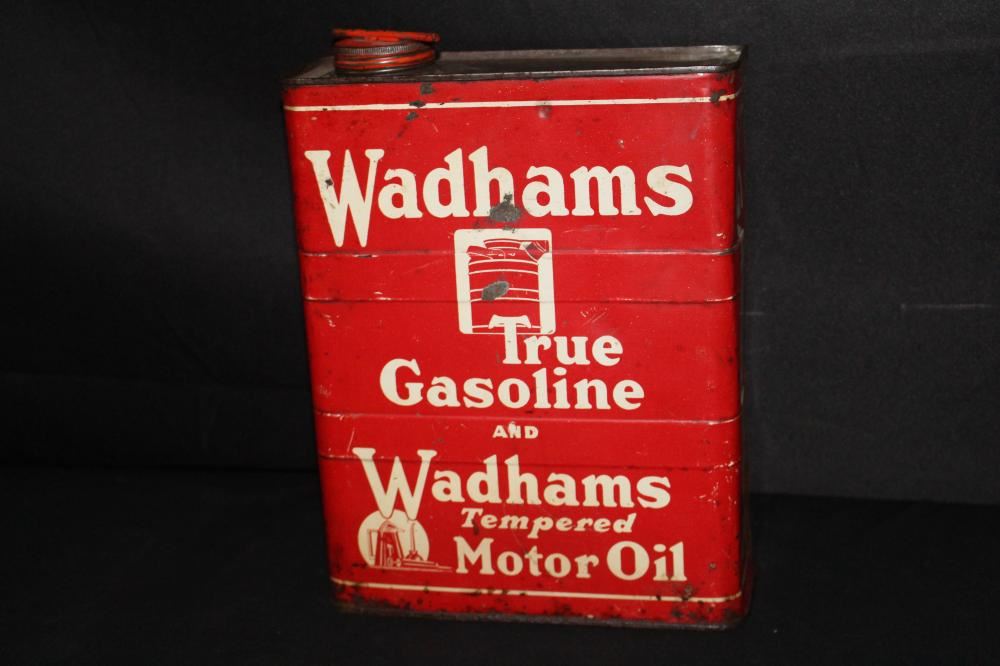 Wadhams
True
Gasoline
AND
Wadhams
Tempered
Motor Oil